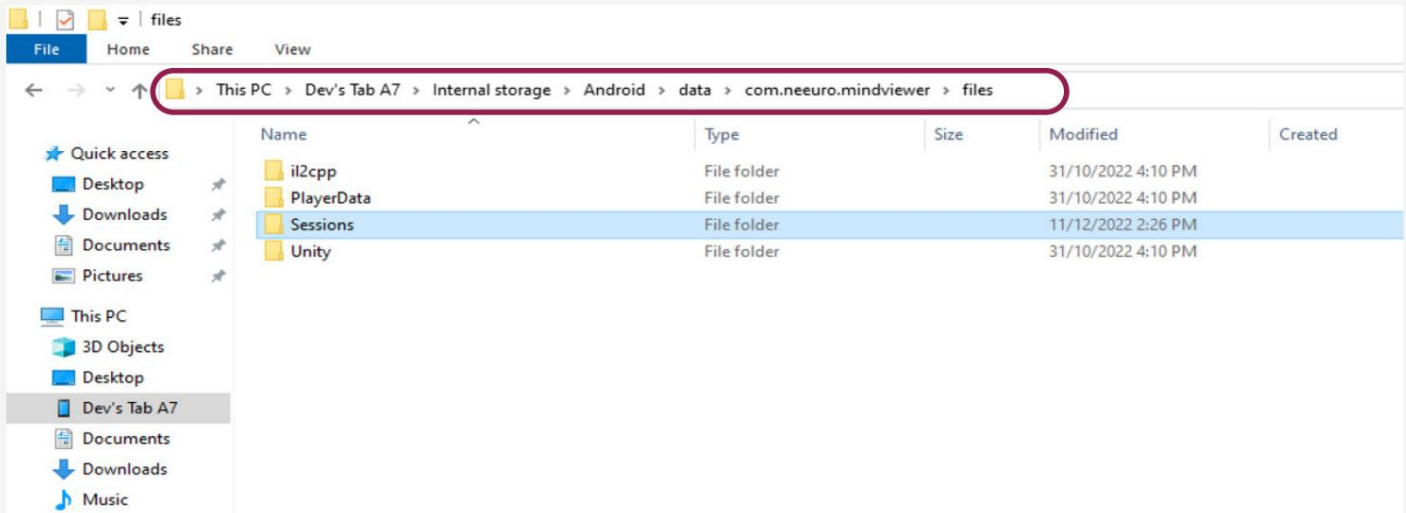 files
File Home Share View
This PC > Dev's Tab A7 > Internal storage > Android > data > com.neeuro.mindviewer > files
Name Type Size Modified Created
Quick access
Desktop
Downloads
Documents
Pictures
This PC
3D Objects
Desktop
Dev's Tab A7
Documents
Downloads
Music
il2cpp File folder 31/10/2022 4:10 PM
PlayerData File folder 31/10/2022 4:10 PM
Sessions File folder 11/12/2022 2:26 PM
Unity File folder 31/10/2022 4:10 PM